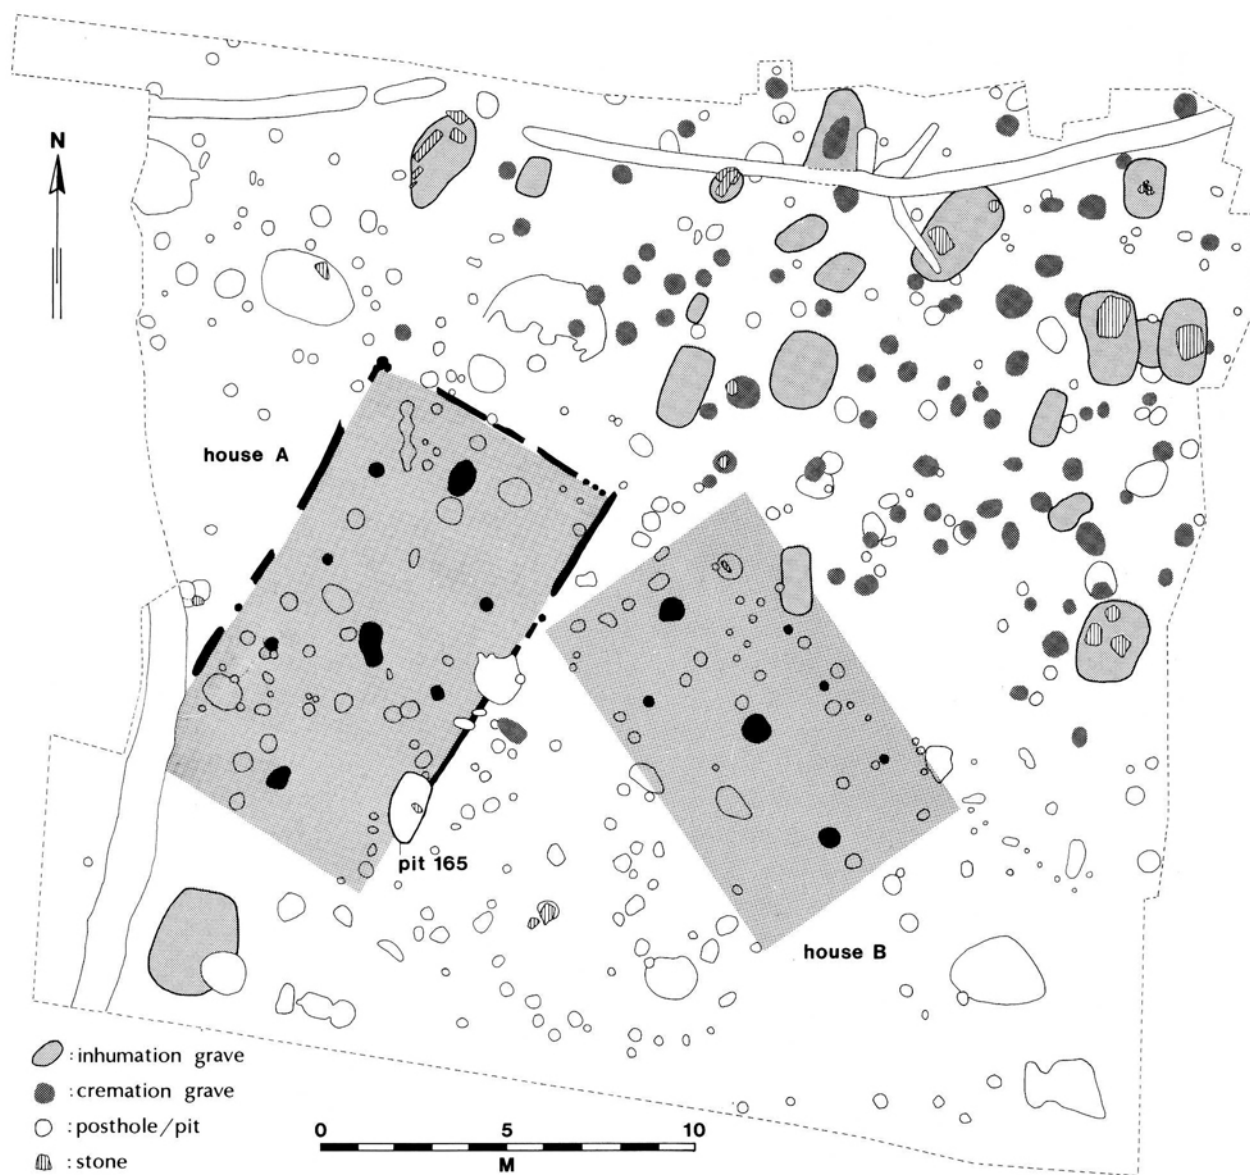 N
house A
pit 165
house B
: inhumation grave
: cremation grave
: posthole/pit
: stone
0 5 10
M